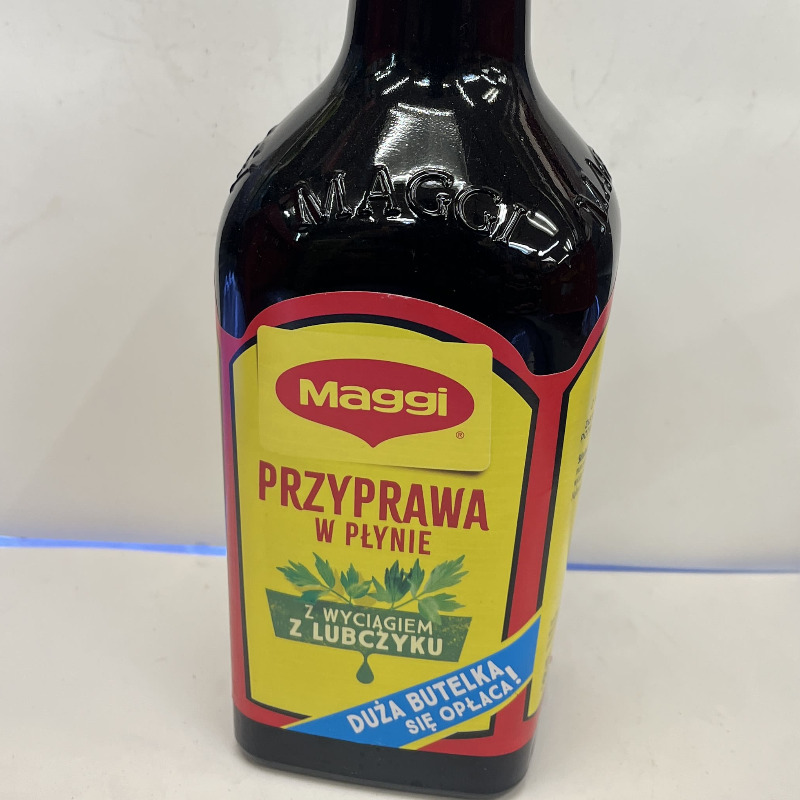 MAGGI
Maggi
®
PRZYPRAWA
W PŁYNIE
Z WYCIĄGIEM
Z LUBCZYKU
DUŻA BUTELKA
SIĘ OPŁACA!